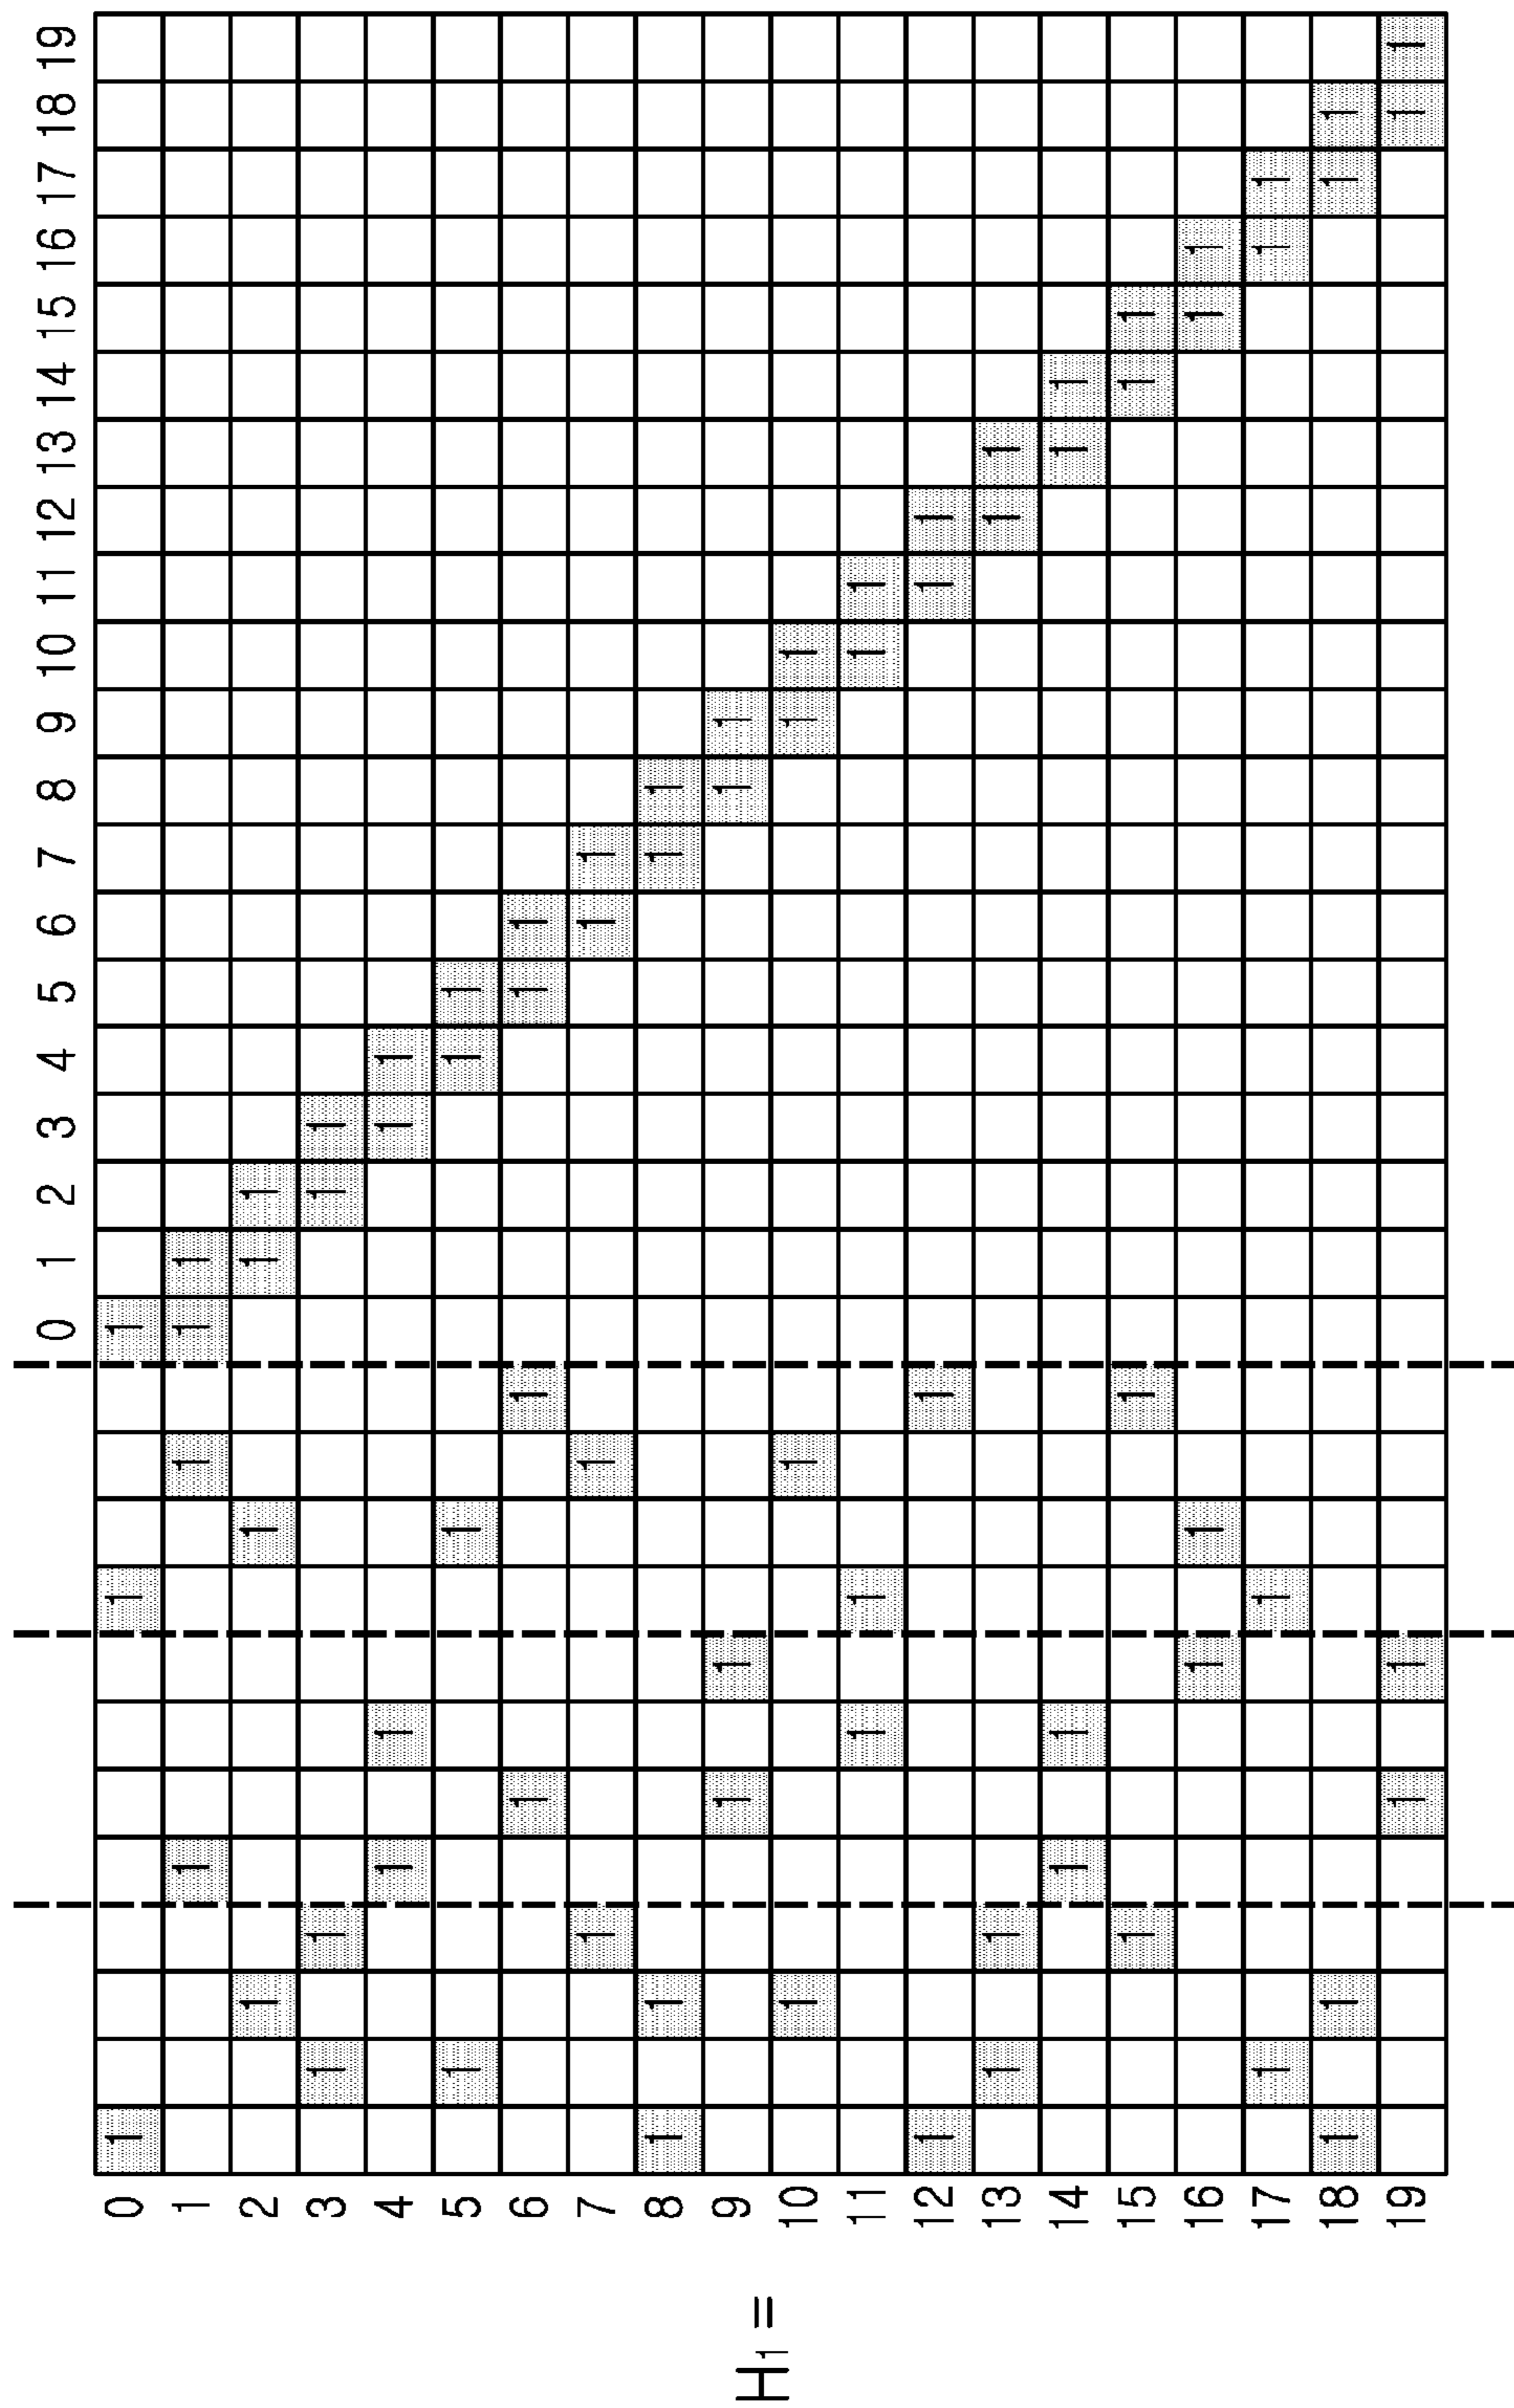 0 1 2 3 4 5 6 7 8 9 10 11 12 13 14 15 16 17 18 19
0 1 1 1
1 1 1 1 1
2 1 1 1 1
3 1 1 1 1
4 1 1 1 1
5 1 1 1 1
6 1 1 1 1
7 1 1 1 1
8 1 1 1 1
9 1 1 1 1
H₁ =
10 1 1 1 1
11 1 1 1 1
12 1 1 1 1
13 1 1 1 1
14 1 1 1 1
15 1 1 1 1
16 1 1 1 1
17 1 1 1 1
18 1 1 1 1
19 1 1 1 1